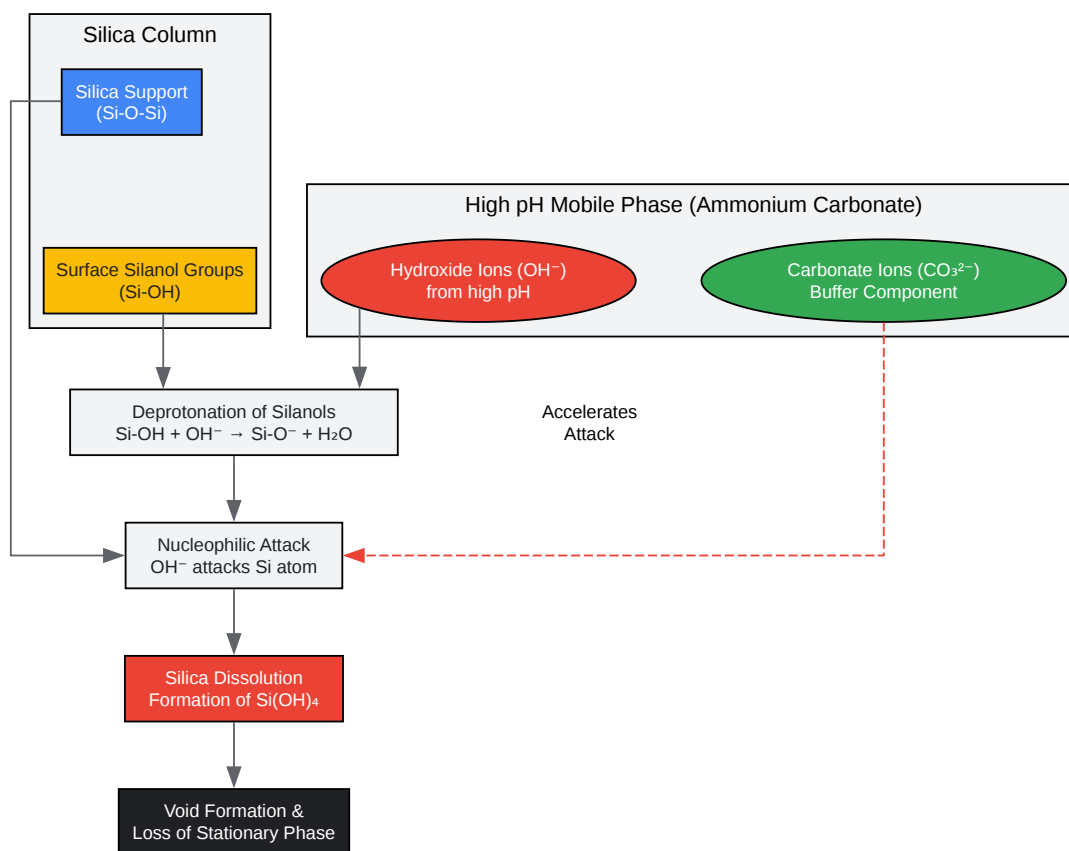 Silica Column
Silica Support
(Si-O-Si)
High pH Mobile Phase (Ammonium Carbonate)
Surface Silanol Groups
(Si-OH)
Hydroxide Ions (OH⁻)
from high pH
Carbonate Ions (CO₃²⁻)
Buffer Component
Deprotonation of Silanols
Si-OH + OH⁻ → Si-O⁻ + H₂O
Accelerates
Attack
Nucleophilic Attack
OH⁻ attacks Si atom
Silica Dissolution
Formation of Si(OH)₄
Void Formation &
Loss of Stationary Phase